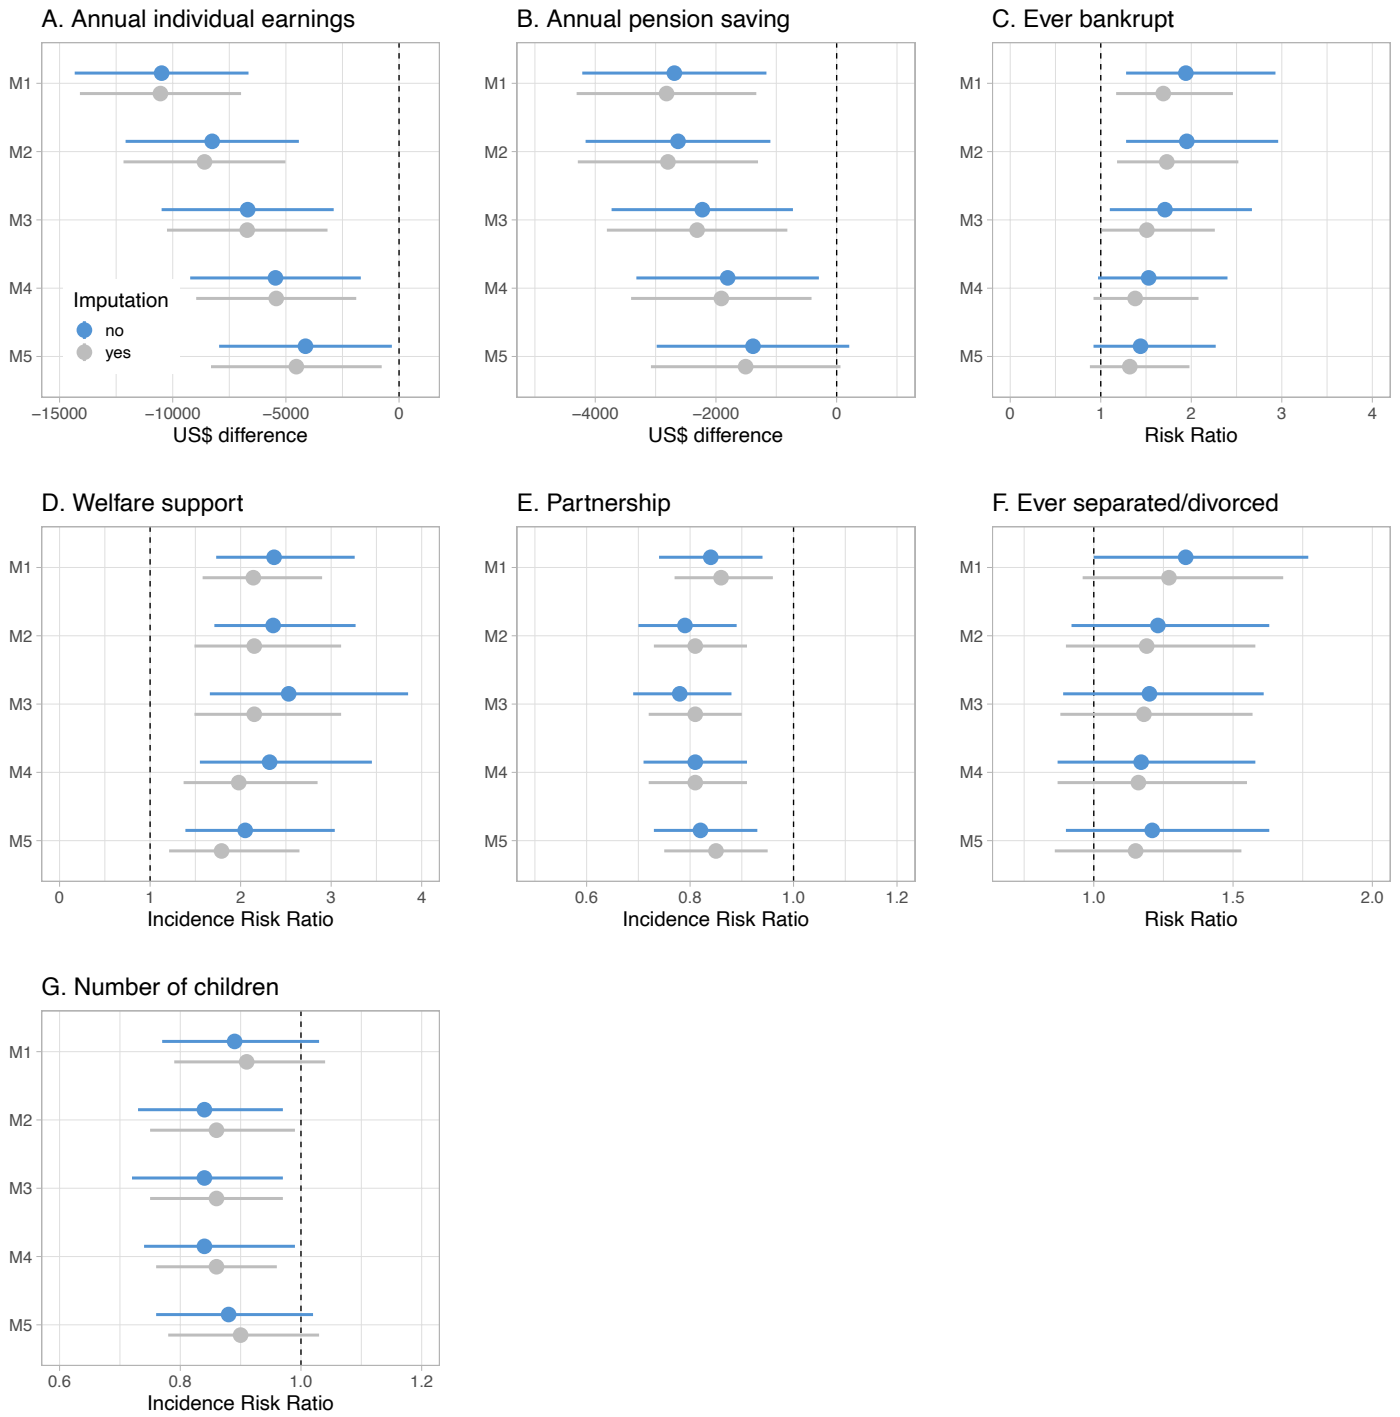 A. Annual individual earnings
M1
M2
M3
M4
M5
Imputation
no
yes
−15000 −10000 −5000 0
US$ difference
B. Annual pension saving
M1
M2
M3
M4
M5
−4000 −2000 0
US$ difference
C. Ever bankrupt
M1
M2
M3
M4
M5
0 1 2 3 4
Risk Ratio
D. Welfare support
M1
M2
M3
M4
M5
0 1 2 3 4
Incidence Risk Ratio
E. Partnership
M1
M2
M3
M4
M5
0.6 0.8 1.0 1.2
Incidence Risk Ratio
F. Ever separated/divorced
M1
M2
M3
M4
M5
1.0 1.5 2.0
Risk Ratio
G. Number of children
M1
M2
M3
M4
M5
0.6 0.8 1.0 1.2
Incidence Risk Ratio